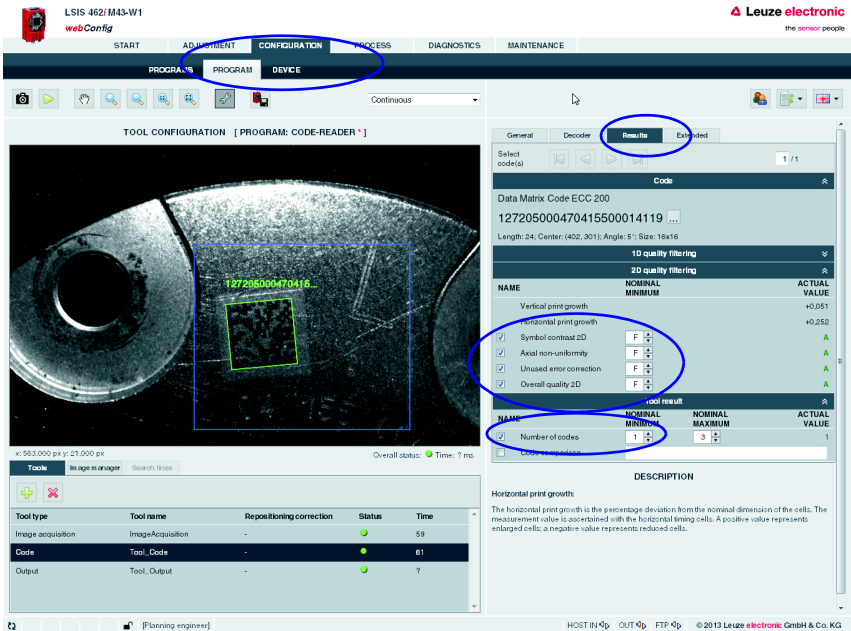 LSIS 462i M43-W1
webConfig
Leuze electronic
the sensor people
START ADJUSTMENT CONFIGURATION PROCESS DIAGNOSTICS MAINTENANCE
PROGRAMS PROGRAM DEVICE
Continuous
TOOL CONFIGURATION [ PROGRAM: CODE-READER * ]
127205000470415...
x: 563,000 px y: 21,000 px
Overall status: Time: ? ms
Tools Image manager Search lines
Tool type Tool name Repositioning correction Status Time
Image acquisition ImageAcquisition - 59
Code Tool_Code - 81
Output Tool_Output - ?
General Decoder Results Extended
Select
code(s)
1 /1
Code
Data Matrix Code ECC 200
127205000470415500014119 ...
Length: 24; Center: (402, 301); Angle: 5°; Size: 16x16
1D quality filtering
2D quality filtering
NAME NOMINAL MINIMUM ACTUAL VALUE
Vertical print growth +0,051
Horizontal print growth +0,252
Symbol contrast 2D F A
Axial non-uniformity F A
Unused error correction F A
Overall quality 2D F A
Tool result
NAME NOMINAL MINIMUM NOMINAL MAXIMUM ACTUAL VALUE
Number of codes 1 3 1
Code comparison
DESCRIPTION
Horizontal print growth:
The horizontal print growth is the percentage deviation from the nominal dimension of the cells. The
measurement value is ascertained with the horizontal timing cells. A positive value represents
enlarged cells; a negative value represents reduced cells.
[Planning engineer]
HOST IN OUT FTP © 2013 Leuze electronic GmbH & Co. KG